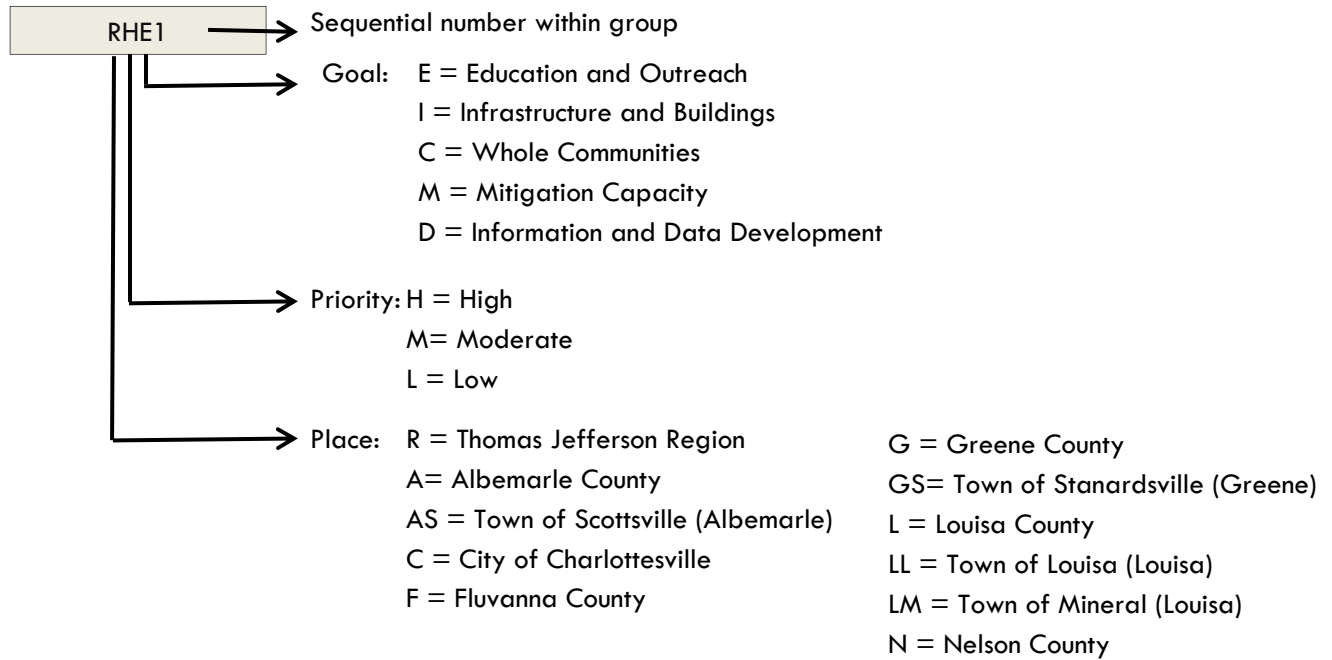 RHE1
Sequential number within group
Goal: E = Education and Outreach
I = Infrastructure and Buildings
C = Whole Communities
M = Mitigation Capacity
D = Information and Data Development
Priority: H = High
M= Moderate
L = Low
Place: R = Thomas Jefferson Region
A= Albemarle County
AS = Town of Scottsville (Albemarle)
C = City of Charlottesville
F = Fluvanna County
G = Greene County
GS= Town of Stanardsville (Greene)
L = Louisa County
LL = Town of Louisa (Louisa)
LM = Town of Mineral (Louisa)
N = Nelson County